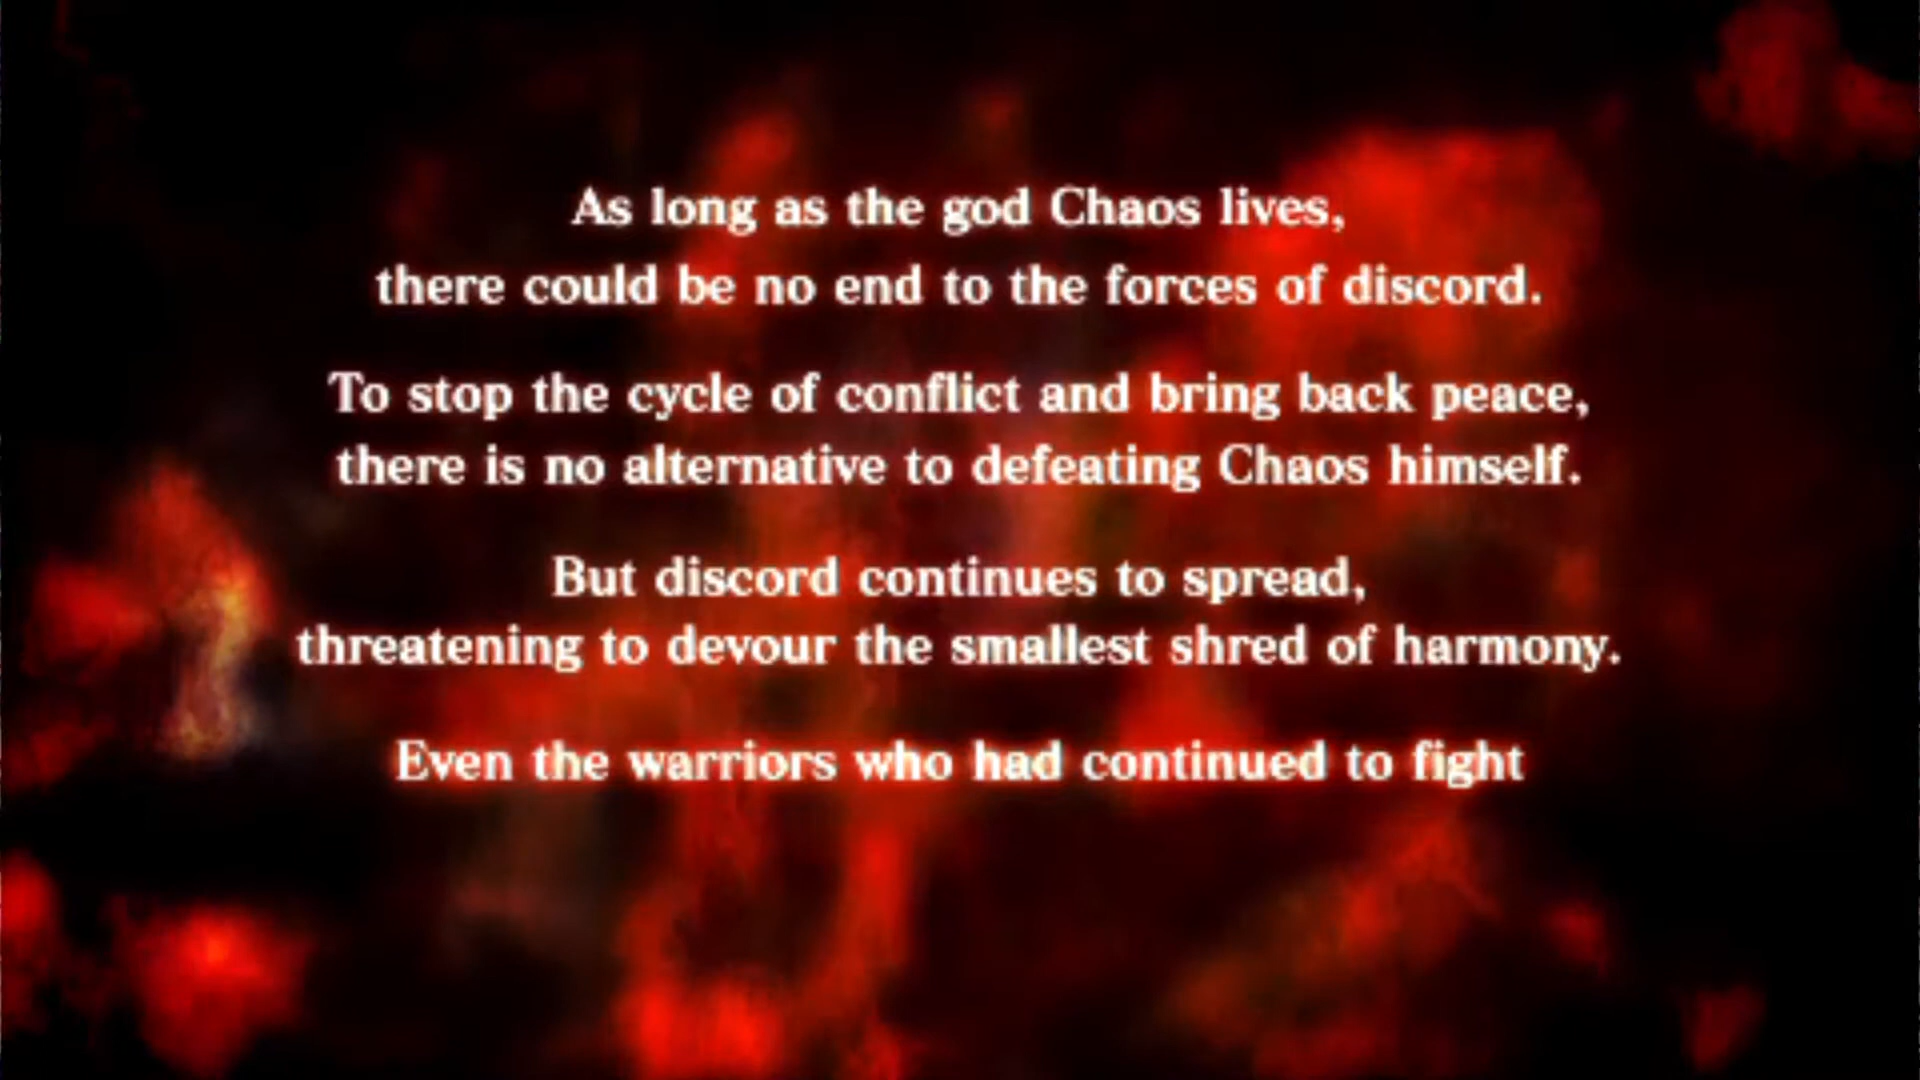 As long as the god Chaos lives,
there could be no end to the forces of discord.
To stop the cycle of conflict and bring back peace,
there is no alternative to defeating Chaos himself.
But discord continues to spread,
threatening to devour the smallest shred of harmony.
Even the warriors who had continued to fight